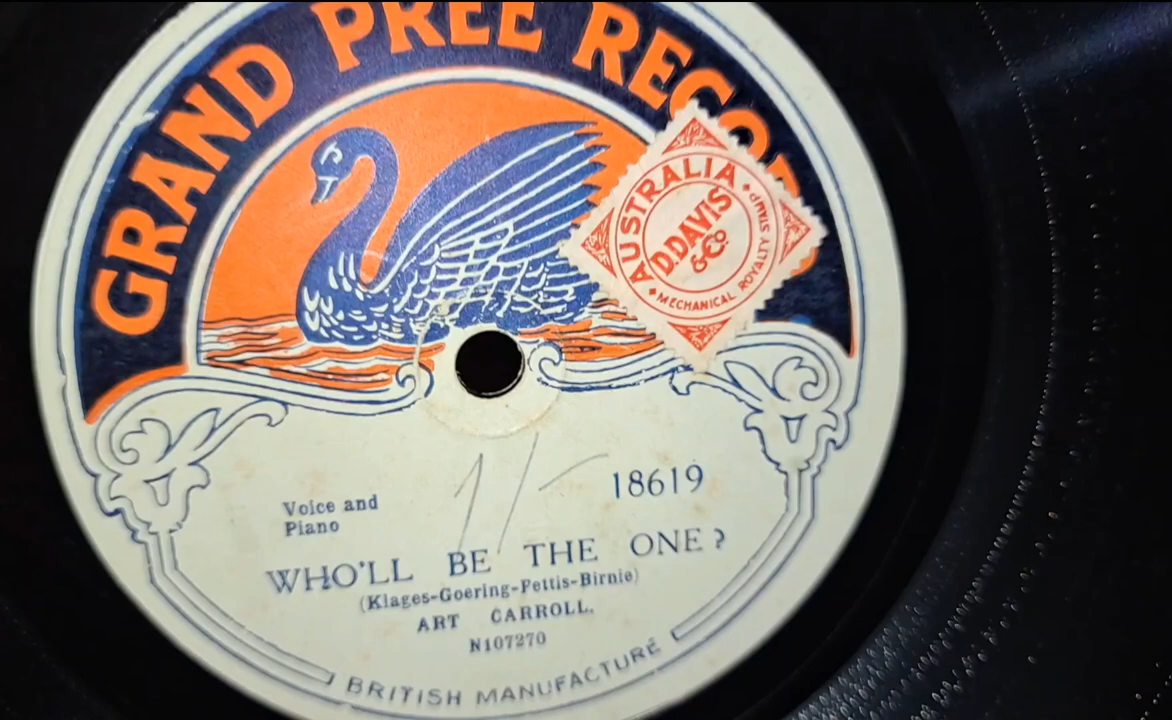 GRAND PREE RECORD
AUSTRALIA
D.DAVIS
& Co
MECHANICAL ROYALTY STAMP
1/-
18619
Voice and
Piano
WHO'LL BE THE ONE?
(Klages-Goering-Pettis-Birnie)
ART CARROLL.
N107270
BRITISH MANUFACTURE